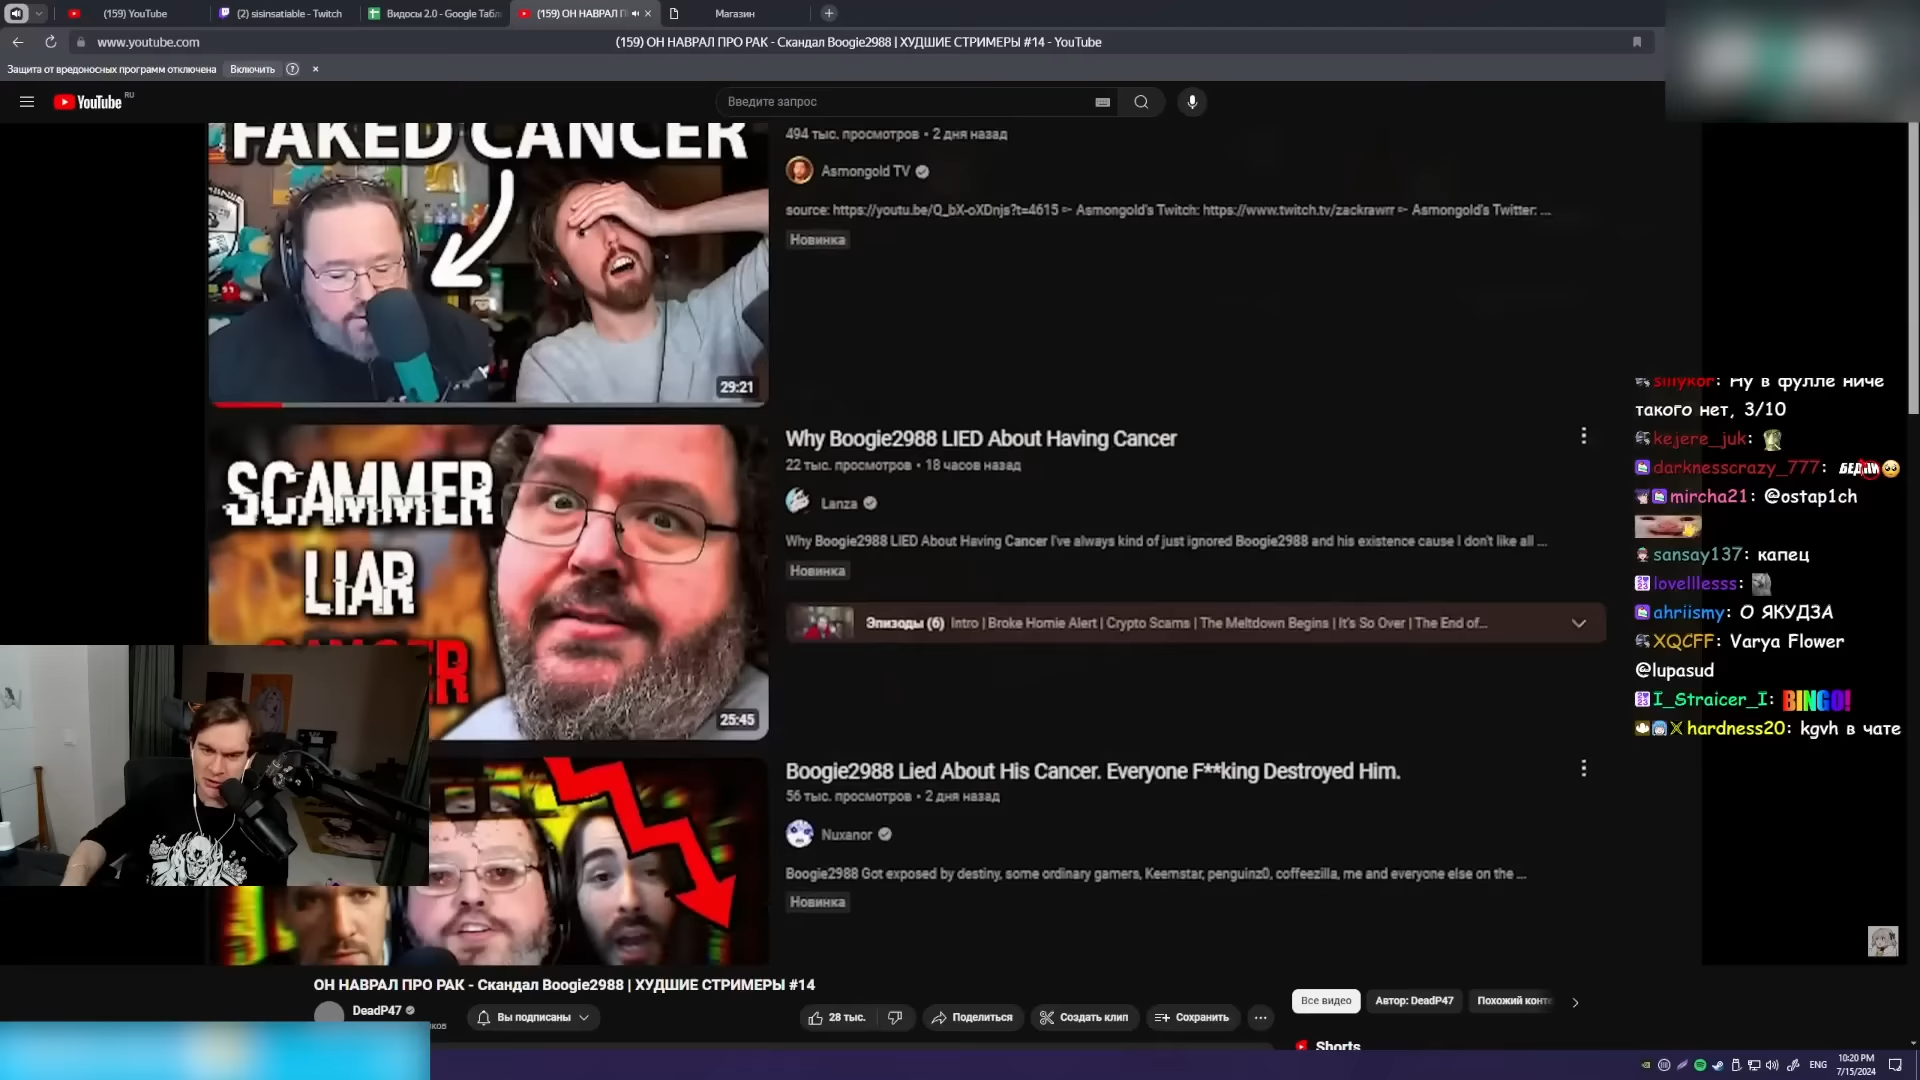 (159) YouTube
(2) sisinsatiable - Twitch
Видосы 2.0 - Google Табл
(159) ОН НАВРАЛ П
Магазин
www.youtube.com
(159) ОН НАВРАЛ ПРО РАК - Скандал Boogie2988 | ХУДШИЕ СТРИМЕРЫ #14 - YouTube
Защита от вредоносных программ отключена
Включить
YouTube RU
Введите запрос
FAKED CANCER
29:21
494 тыс. просмотров • 2 дня назад
Asmongold TV
source: https://youtu.be/Q_bX-oXDnjs?t=4615 ► Asmongold's Twitch: https://www.twitch.tv/zackrawrr ► Asmongold's Twitter: ...
Новинка
SCAMMER
LIAR
25:45
Why Boogie2988 LIED About Having Cancer
22 тыс. просмотров • 18 часов назад
Lanza
Why Boogie2988 LIED About Having Cancer I've always kind of just ignored Boogie2988 and his existence cause I don't like all ...
Новинка
Эпизоды (6) Intro | Broke Homie Alert | Crypto Scams | The Meltdown Begins | It's So Over | The End of...
Boogie2988 Lied About His Cancer. Everyone F**king Destroyed Him.
56 тыс. просмотров • 2 дня назад
Nuxanor
Boogie2988 Got exposed by destiny, some ordinary gamers, Keemstar, penguinz0, coffeezilla, me and everyone else on the ...
Новинка
sillykor: Ну в фулле ниче
такого нет, 3/10
kejere_juk:
darknesscrazy_777:
mircha21: @ostap1ch
sansay137: капец
lovelllesss:
ahriismy: О ЯКУДЗА
XQCFF: Varya Flower
@lupasud
I_Straicer_I: BINGO!
hardness20: kgvh в чате
ОН НАВРАЛ ПРО РАК - Скандал Boogie2988 | ХУДШИЕ СТРИМЕРЫ #14
DeadP47
Вы подписаны
28 тыс.
Поделиться
Создать клип
Сохранить
Все видео
Автор: DeadP47
Похожий конте
Shorts
ENG
10:20 PM
7/15/2024